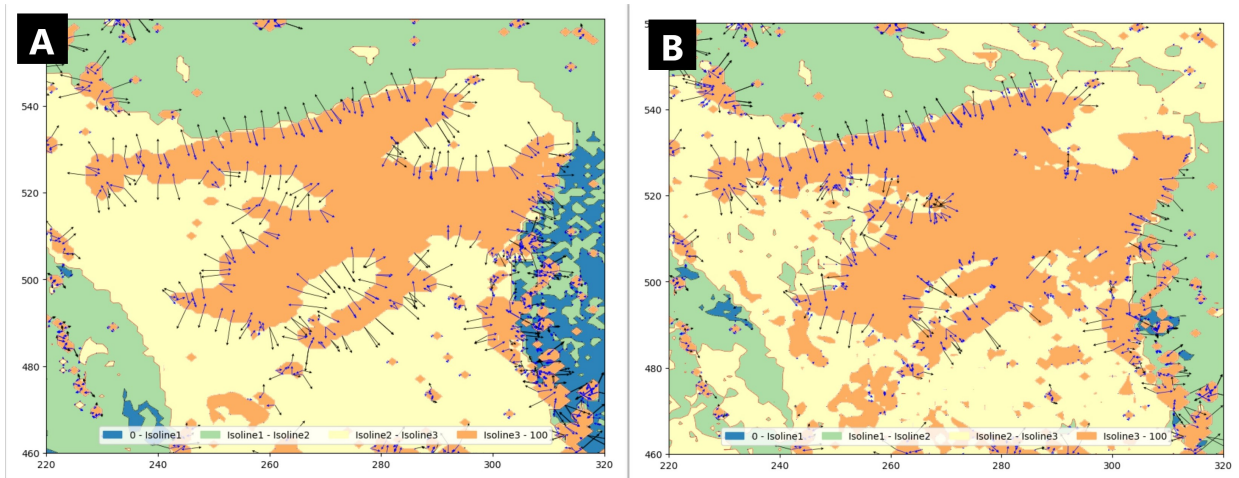 A
B
540
520
500
480
460
220
240
260
280
300
320
0 - Isoline1
Isoline1 - Isoline2
Isoline2 - Isoline3
Isoline3 - 100
540
520
500
480
460
220
240
260
280
300
320
0 - Isoline1
Isoline1 - Isoline2
Isoline2 - Isoline3
Isoline3 - 100